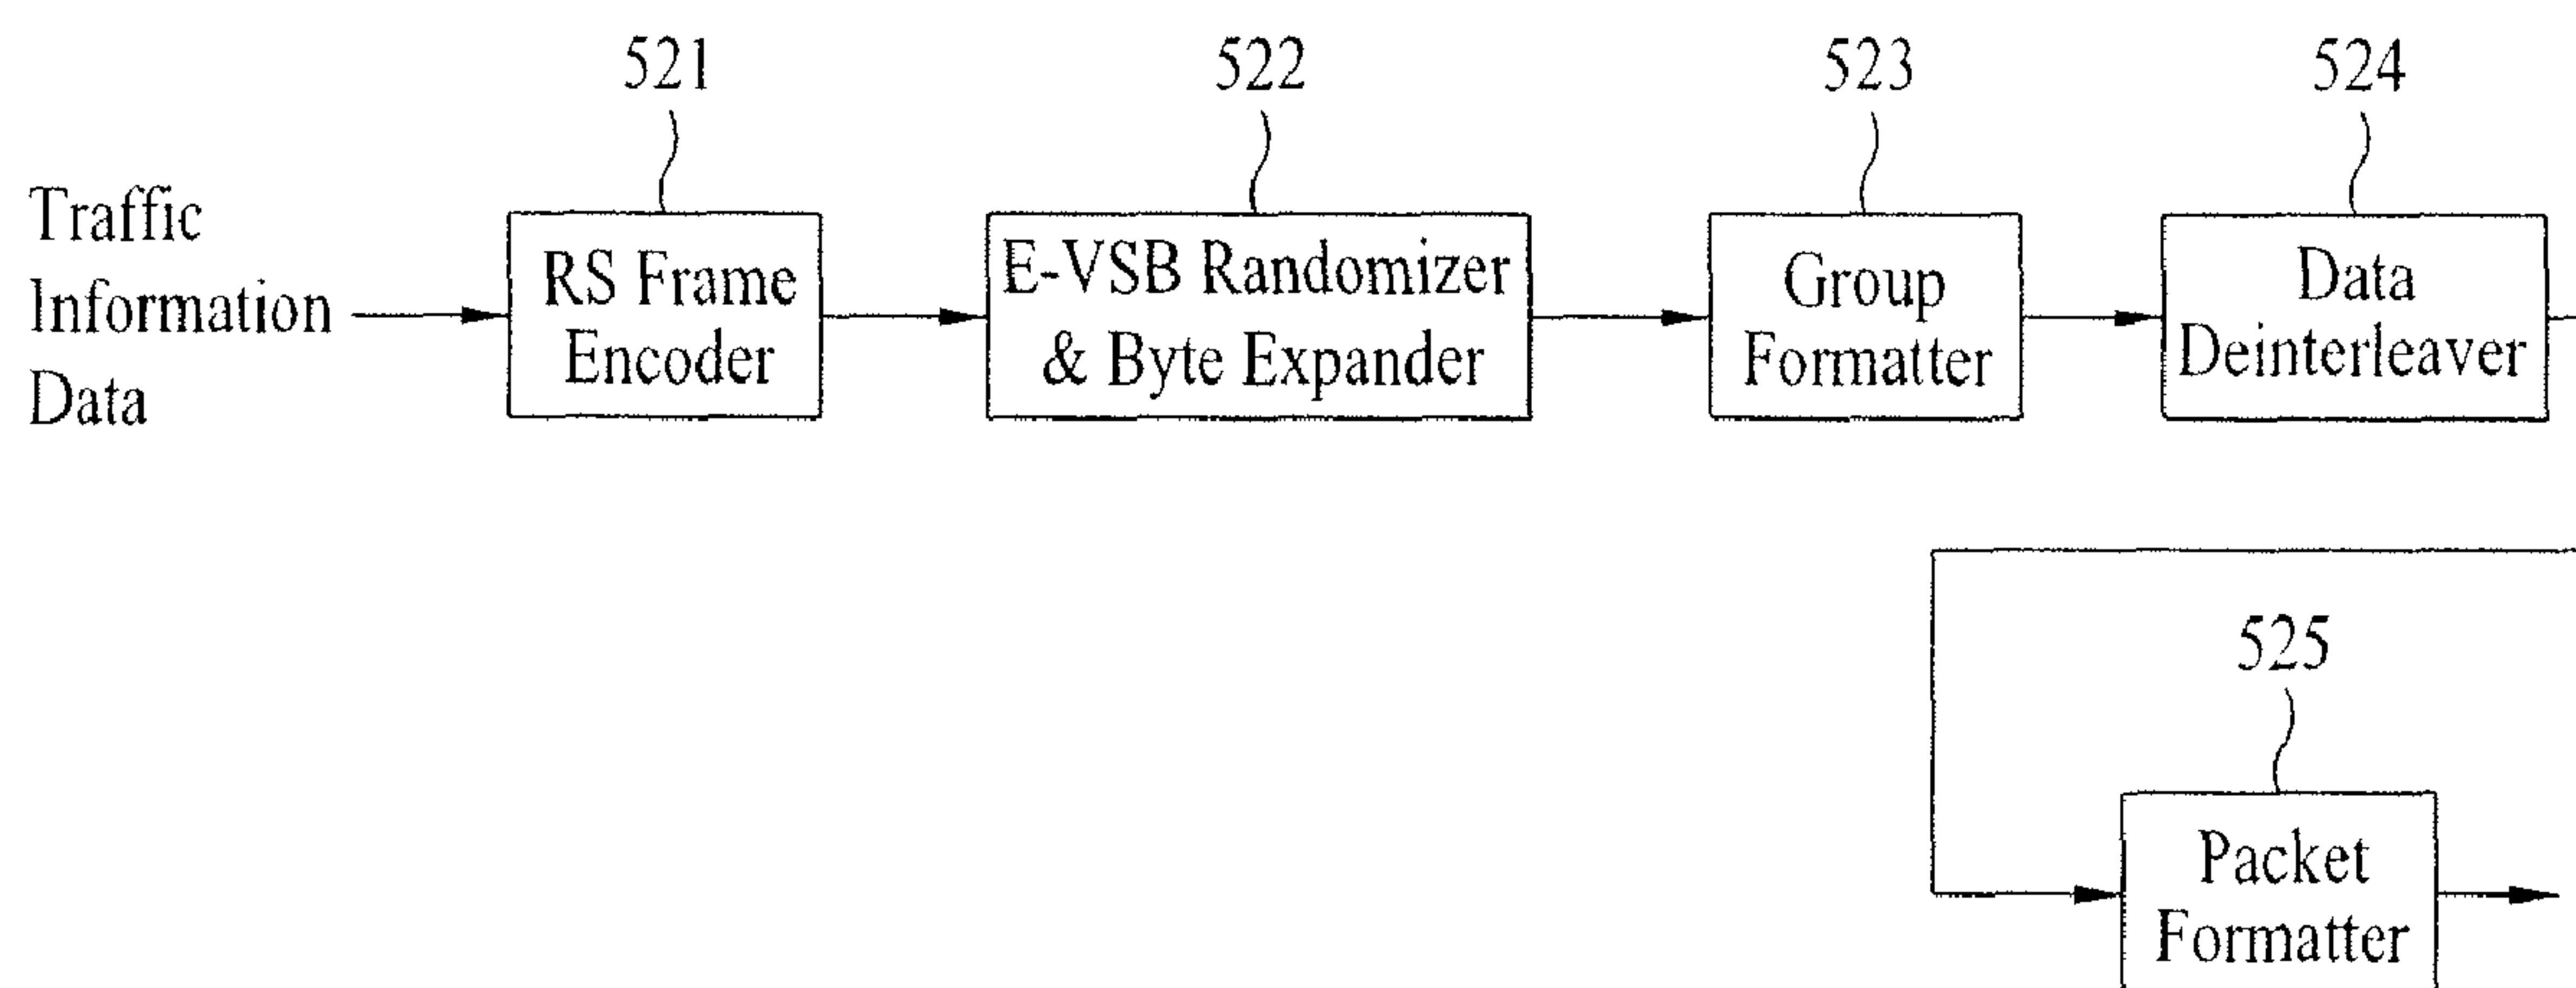 521
522
523
524
Traffic
Information
Data
RS Frame
Encoder
E-VSB Randomizer
& Byte Expander
Group
Formatter
Data
Deinterleaver
525
Packet
Formatter